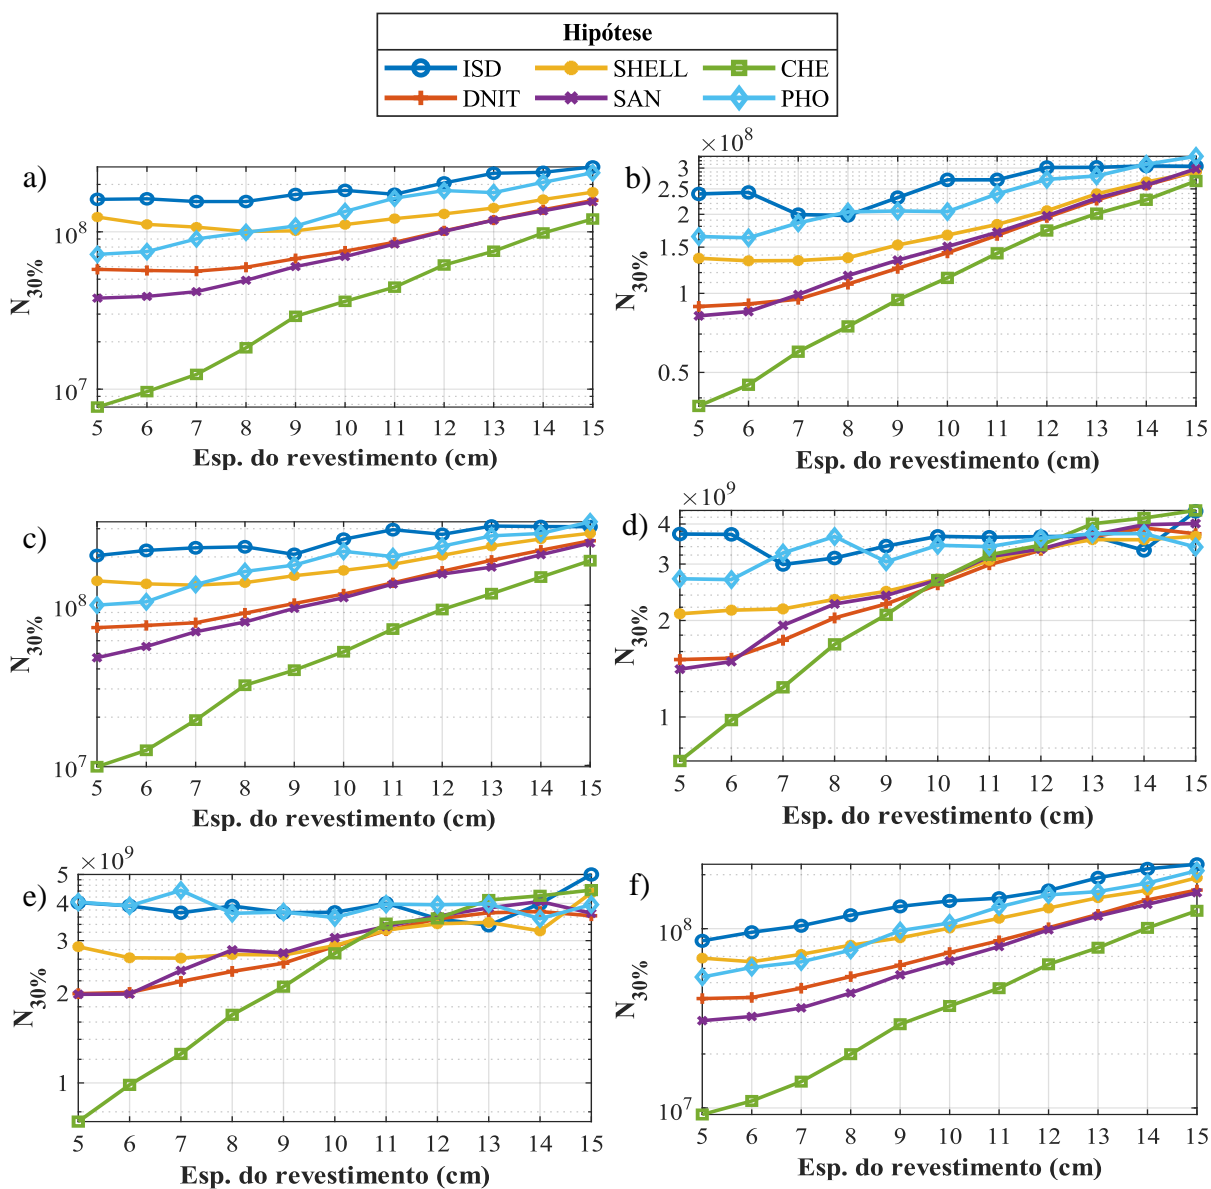 Hipótese
ISD SHELL CHE
DNIT SAN PHO
a)
10^8
10^7
N_30%
5 6 7 8 9 10 11 12 13 14 15
Esp. do revestimento (cm)
b)
×10^8
3
2.5
2
1.5
1
0.5
N_30%
5 6 7 8 9 10 11 12 13 14 15
Esp. do revestimento (cm)
c)
10^8
10^7
N_30%
5 6 7 8 9 10 11 12 13 14 15
Esp. do revestimento (cm)
d)
×10^9
4
3
2
1
N_30%
5 6 7 8 9 10 11 12 13 14 15
Esp. do revestimento (cm)
e)
×10^9
5
4
3
2
1
N_30%
5 6 7 8 9 10 11 12 13 14 15
Esp. do revestimento (cm)
f)
10^8
10^7
N_30%
5 6 7 8 9 10 11 12 13 14 15
Esp. do revestimento (cm)